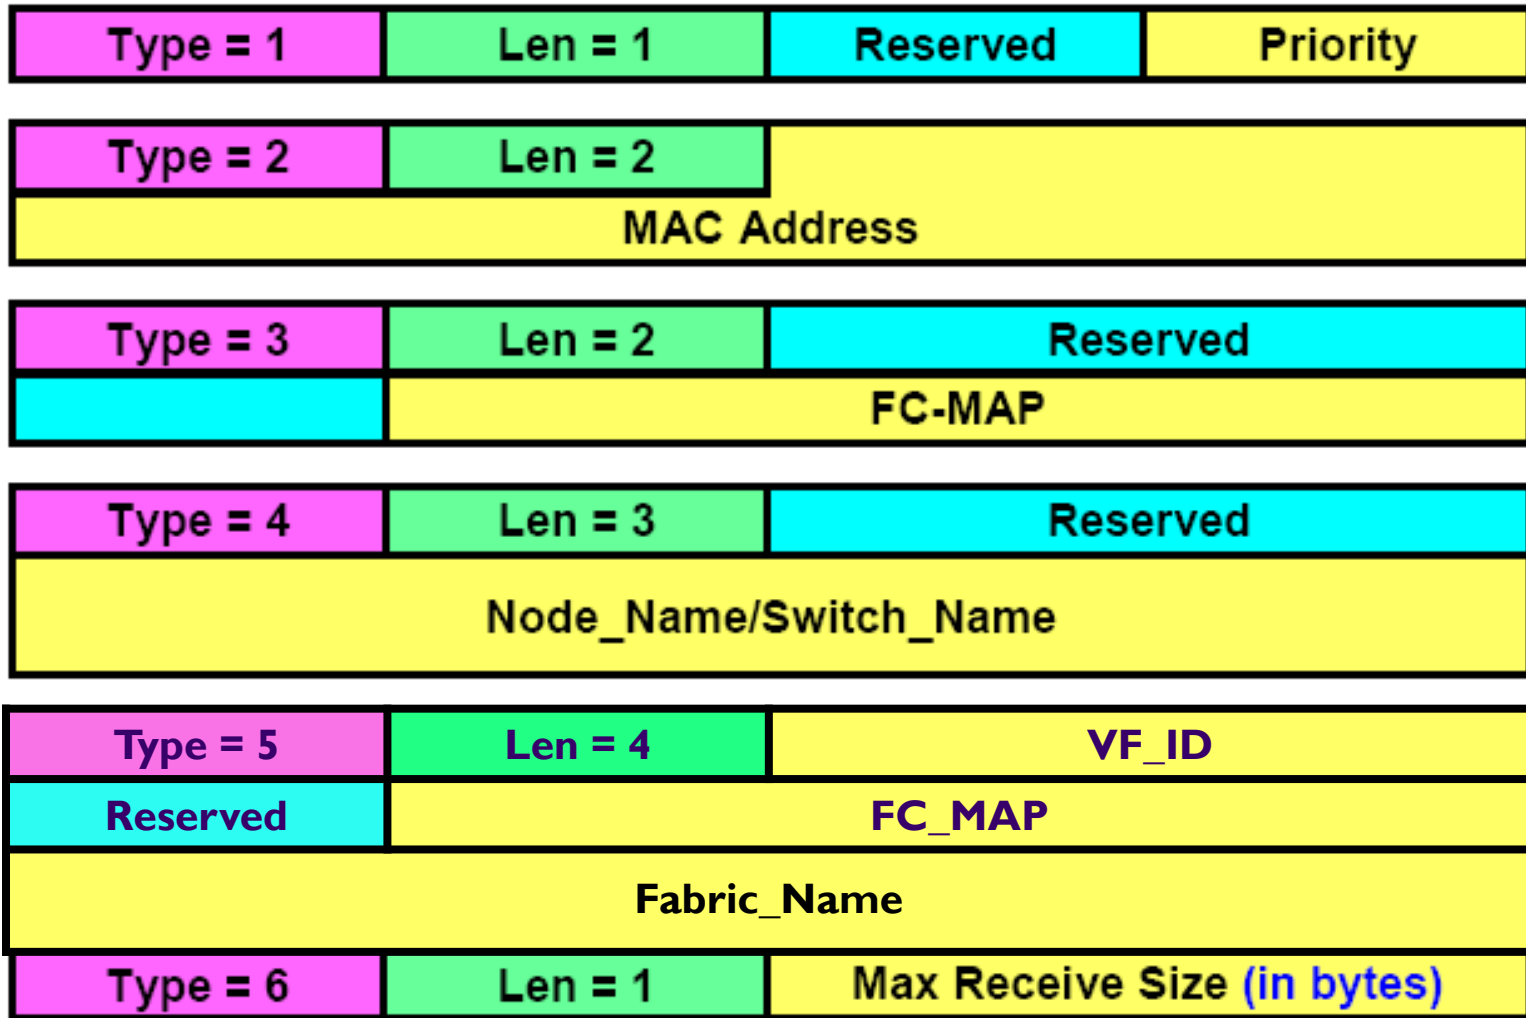 Type = 1 Len = 1 Reserved Priority
Type = 2 Len = 2
MAC Address
Type = 3 Len = 2 Reserved
FC-MAP
Type = 4 Len = 3 Reserved
Node_Name/Switch_Name
Type = 5 Len = 4 VF_ID
Reserved FC_MAP
Fabric_Name
Type = 6 Len = 1 Max Receive Size (in bytes)